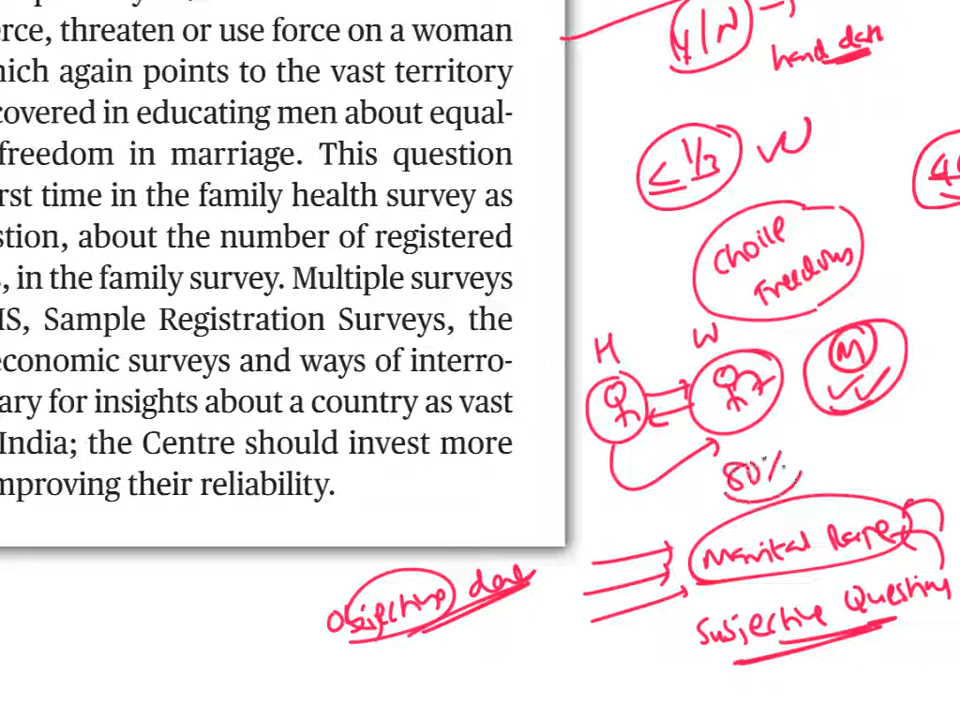 erce, threaten or use force on a woman
hich again points to the vast territory
covered in educating men about equal-
freedom in marriage. This question
rst time in the family health survey as
stion, about the number of registered
, in the family survey. Multiple surveys
IS, Sample Registration Surveys, the
economic surveys and ways of interro-
ary for insights about a country as vast
India; the Centre should invest more
mproving their reliability.
Y/N
hand
≤ 1/3 W
Choice
Freedoms
H W
M
80%
Marital Rape
Objective data
Subjective Questions